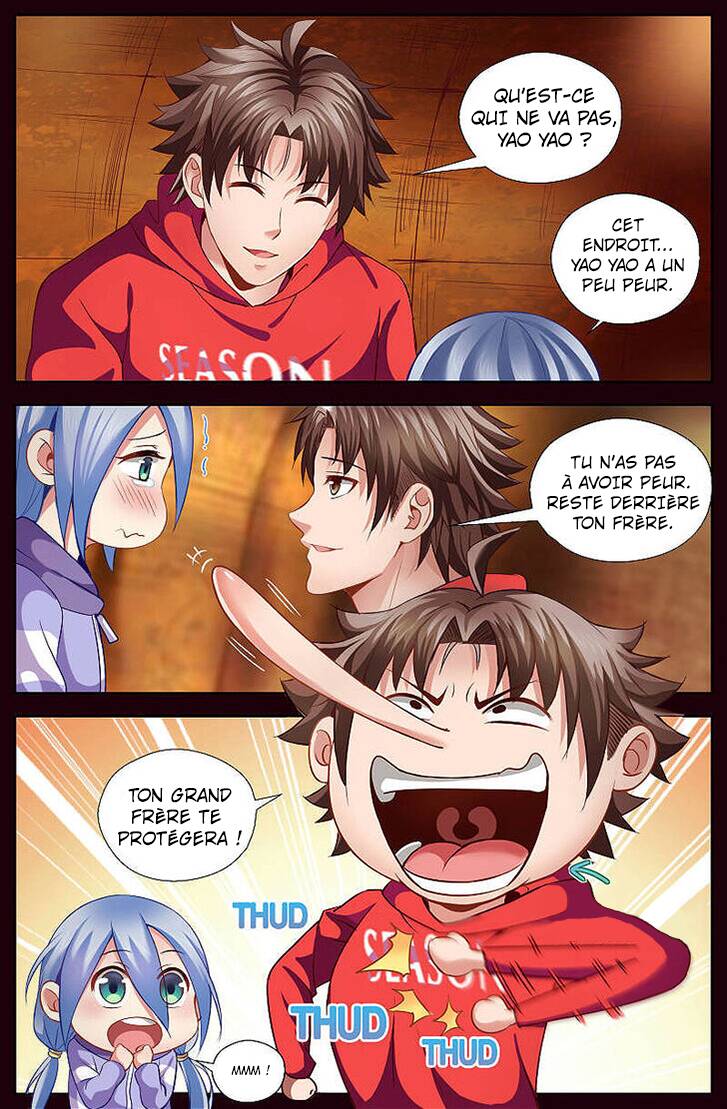 QU'EST-CE
QUI NE VA PAS,
YAO YAO ?
CET
ENDROIT...
YAO YAO A UN
PEU PEUR.
SEASON
TU N'AS PAS
À AVOIR PEUR.
RESTE DERRIÈRE
TON FRÈRE.
TON GRAND
FRÈRE TE
PROTÉGERA !
THUD
SEASON
THUD
THUD
MMM !